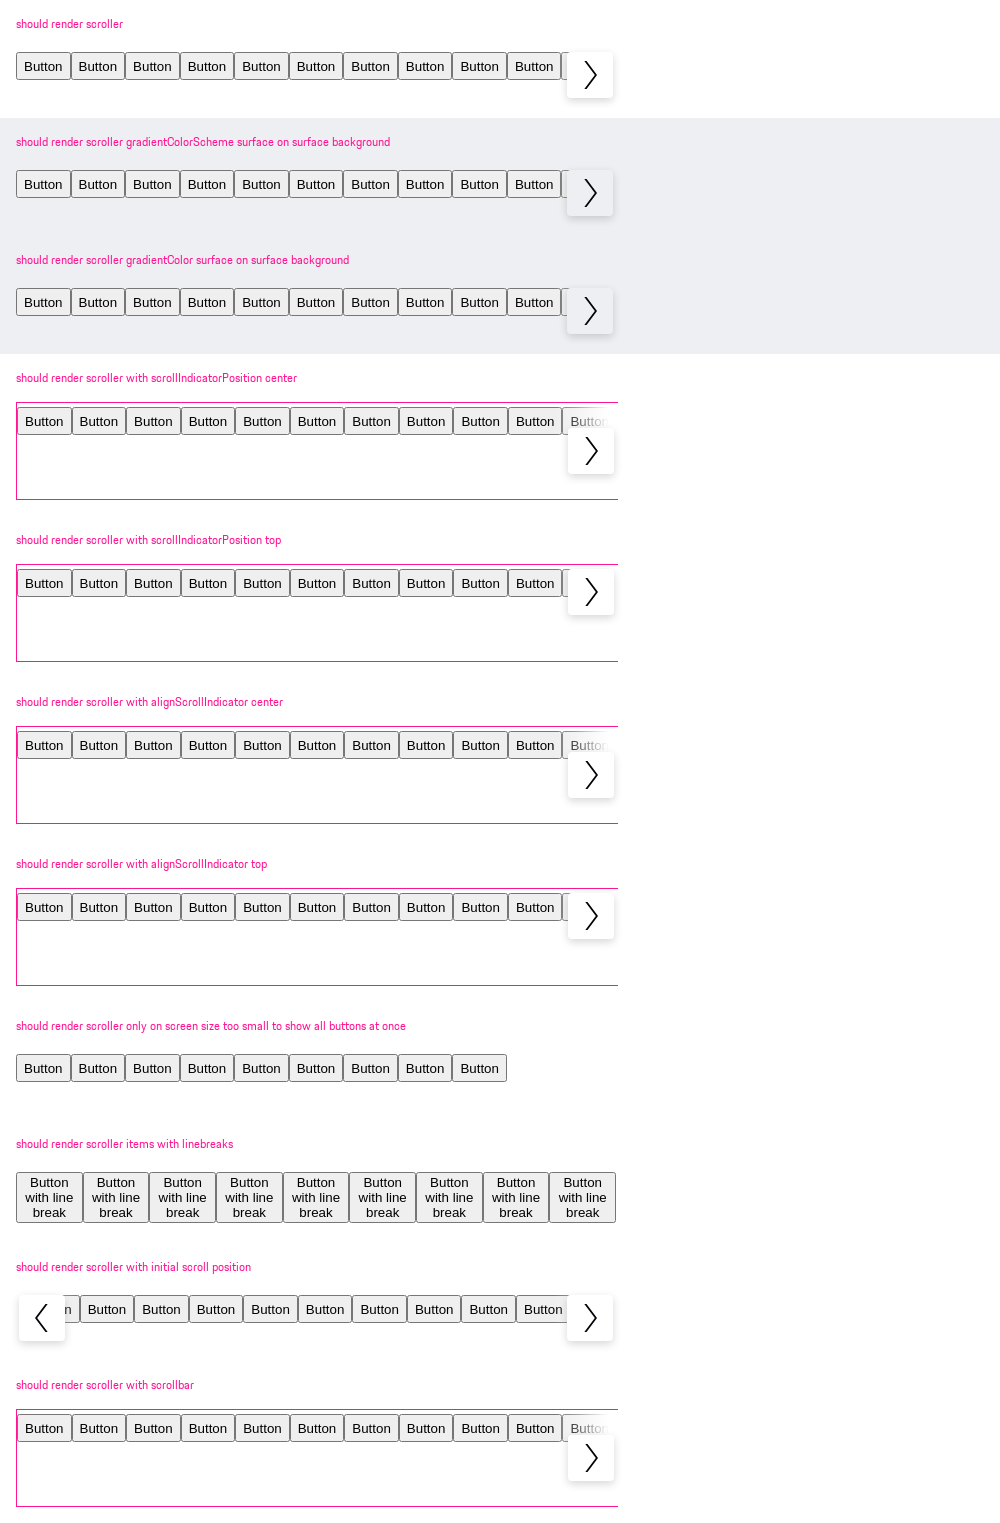 should render scroller
Button Button Button Button Button Button Button Button Button Button
should render scroller gradientColorScheme surface on surface background
Button Button Button Button Button Button Button Button Button Button
should render scroller gradientColor surface on surface background
Button Button Button Button Button Button Button Button Button Button
should render scroller with scrollIndicatorPosition center
Button Button Button Button Button Button Button Button Button Button Button
should render scroller with scrollIndicatorPosition top
Button Button Button Button Button Button Button Button Button Button
should render scroller with alignScrollIndicator center
Button Button Button Button Button Button Button Button Button Button Button
should render scroller with alignScrollIndicator top
Button Button Button Button Button Button Button Button Button Button
should render scroller only on screen size too small to show all buttons at once
Button Button Button Button Button Button Button Button Button
should render scroller items with linebreaks
Button Button Button Button Button Button Button Button Button
with line with line with line with line with line with line with line with line with line
break break break break break break break break break
should render scroller with initial scroll position
n Button Button Button Button Button Button Button Button Button
should render scroller with scrollbar
Button Button Button Button Button Button Button Button Button Button Button